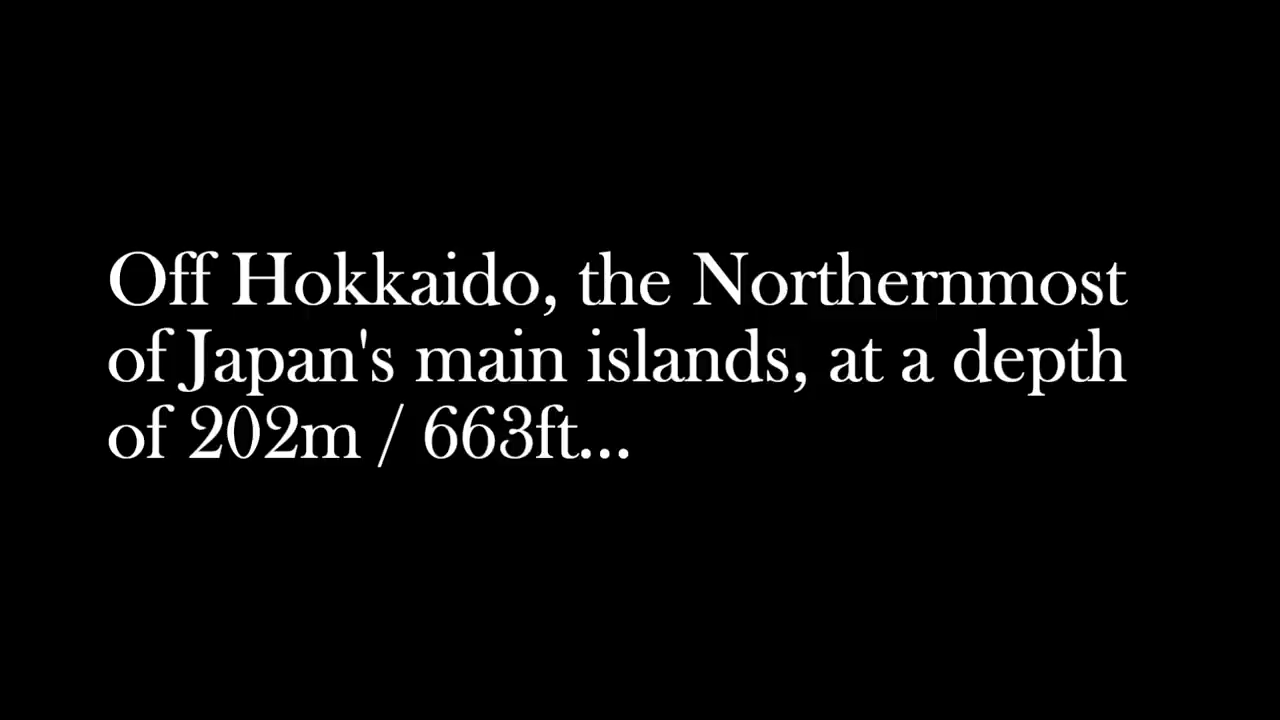 Off Hokkaido, the Northernmost
of Japan's main islands, at a depth
of 202m / 663ft...